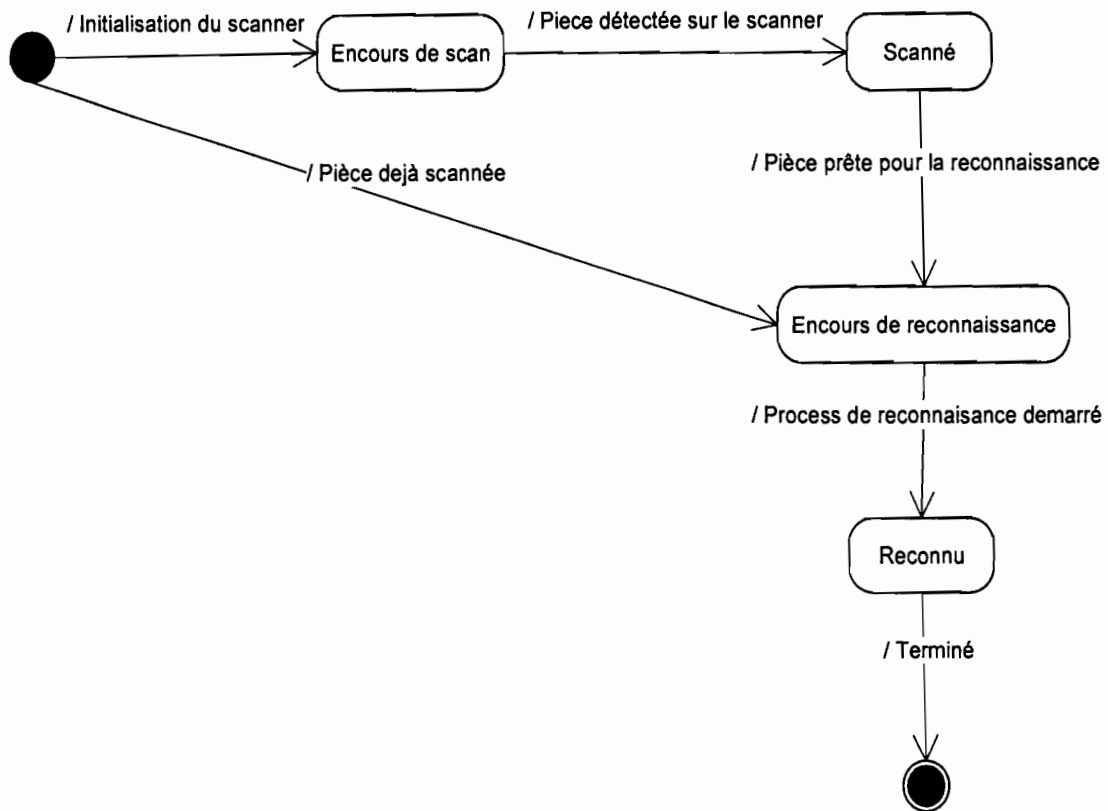 / Initialisation du scanner
/ Piece détectée sur le scanner
Encours de scan
Scanné
/ Pièce dejà scannée
/ Pièce prête pour la reconnaissance
Encours de reconnaissance
/ Process de reconnaisance demarré
Reconnu
/ Terminé